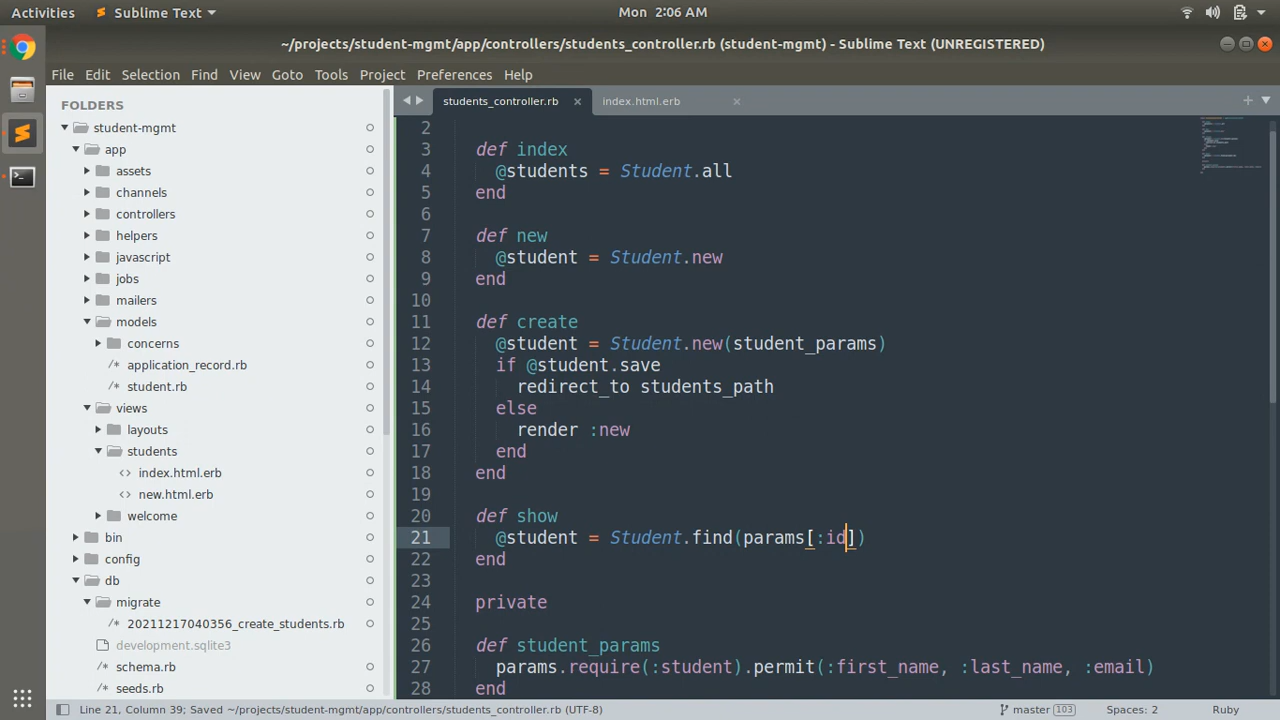 Activities Sublime Text Mon 2:06 AM
~/projects/student-mgmt/app/controllers/students_controller.rb (student-mgmt) - Sublime Text (UNREGISTERED)
File Edit Selection Find View Goto Tools Project Preferences Help
FOLDERS
student-mgmt
app
assets
channels
controllers
helpers
javascript
jobs
mailers
models
concerns
application_record.rb
student.rb
views
layouts
students
index.html.erb
new.html.erb
welcome
bin
config
db
migrate
20211217040356_create_students.rb
development.sqlite3
schema.rb
seeds.rb
students_controller.rb index.html.erb
2
3 def index
4 @students = Student.all
5 end
6
7 def new
8 @student = Student.new
9 end
10
11 def create
12 @student = Student.new(student_params)
13 if @student.save
14 redirect_to students_path
15 else
16 render :new
17 end
18 end
19
20 def show
21 @student = Student.find(params[:id])
22 end
23
24 private
25
26 def student_params
27 params.require(:student).permit(:first_name, :last_name, :email)
28 end
Line 21, Column 39; Saved ~/projects/student-mgmt/app/controllers/students_controller.rb (UTF-8) master 103 Spaces: 2 Ruby